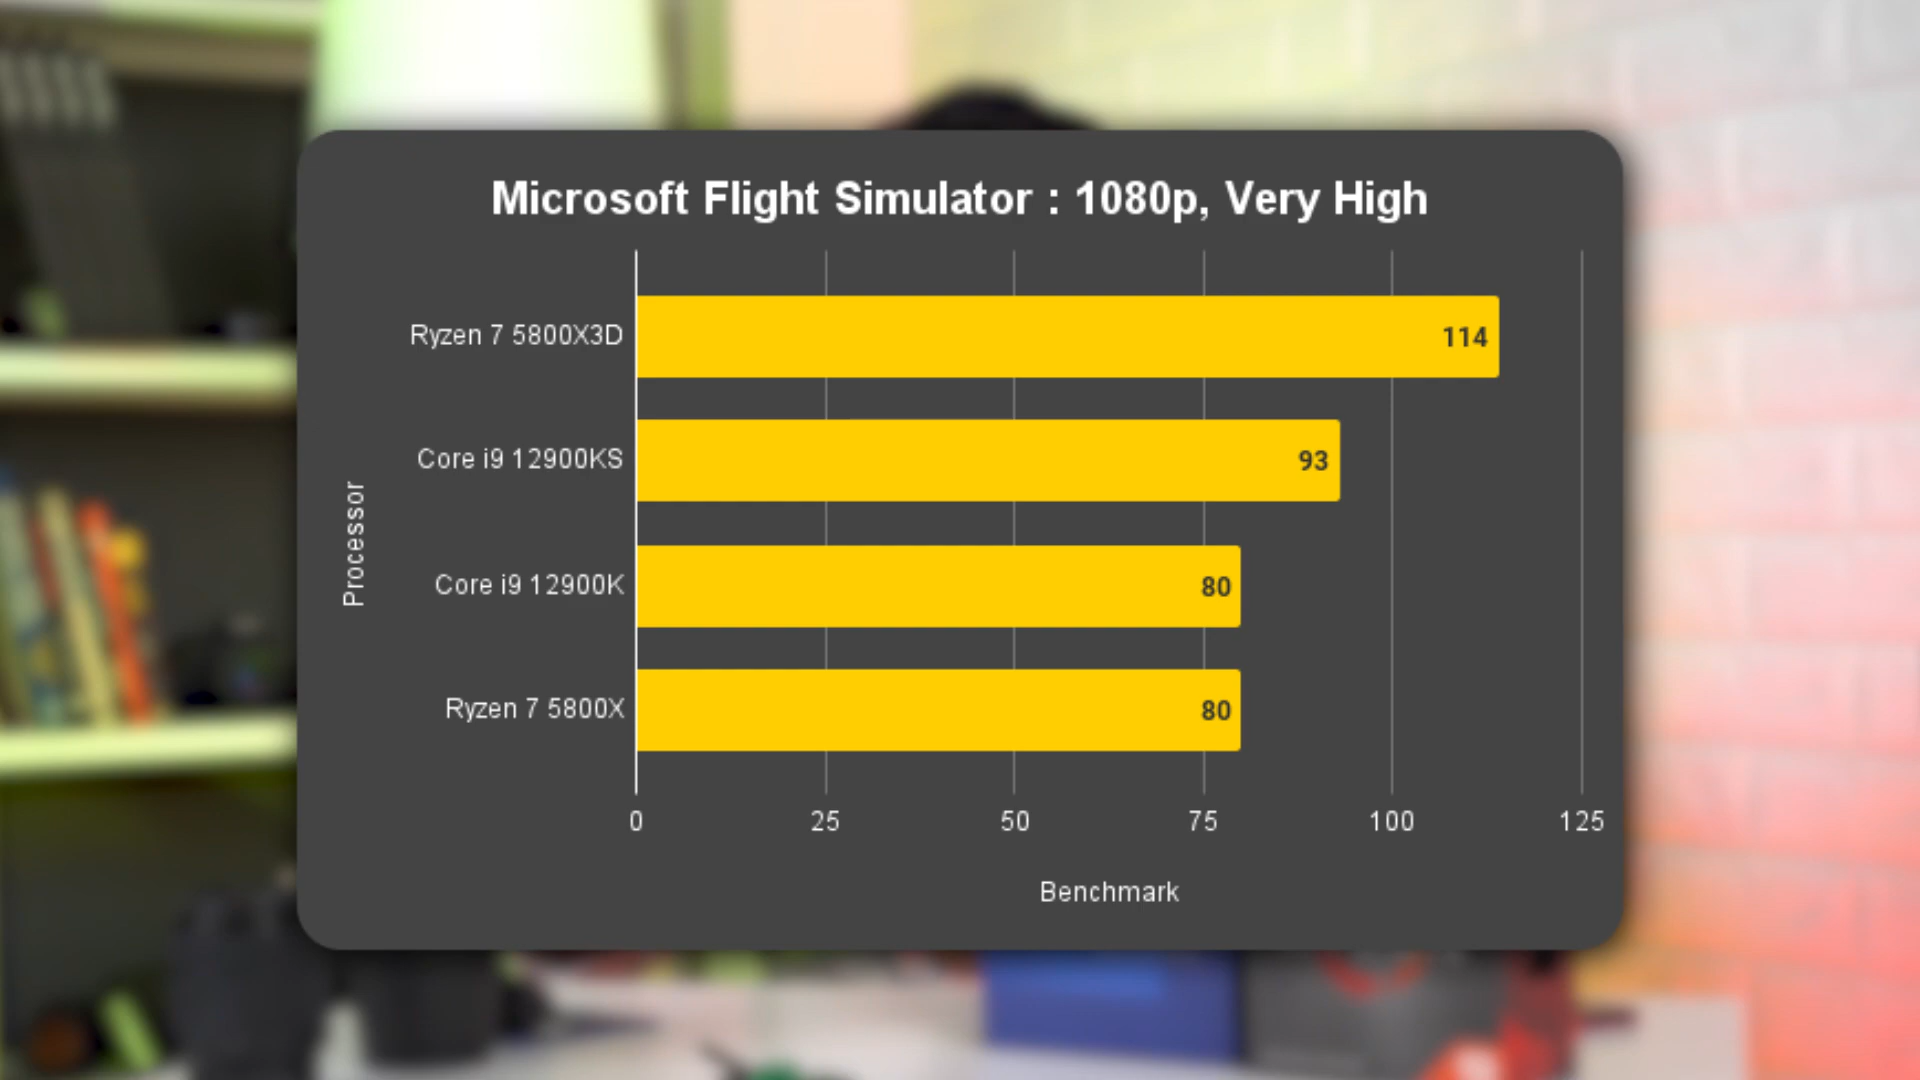 Microsoft Flight Simulator : 1080p, Very High
Processor
Ryzen 7 5800X3D
114
Core i9 12900KS
93
Core i9 12900K
80
Ryzen 7 5800X
80
0 25 50 75 100 125
Benchmark